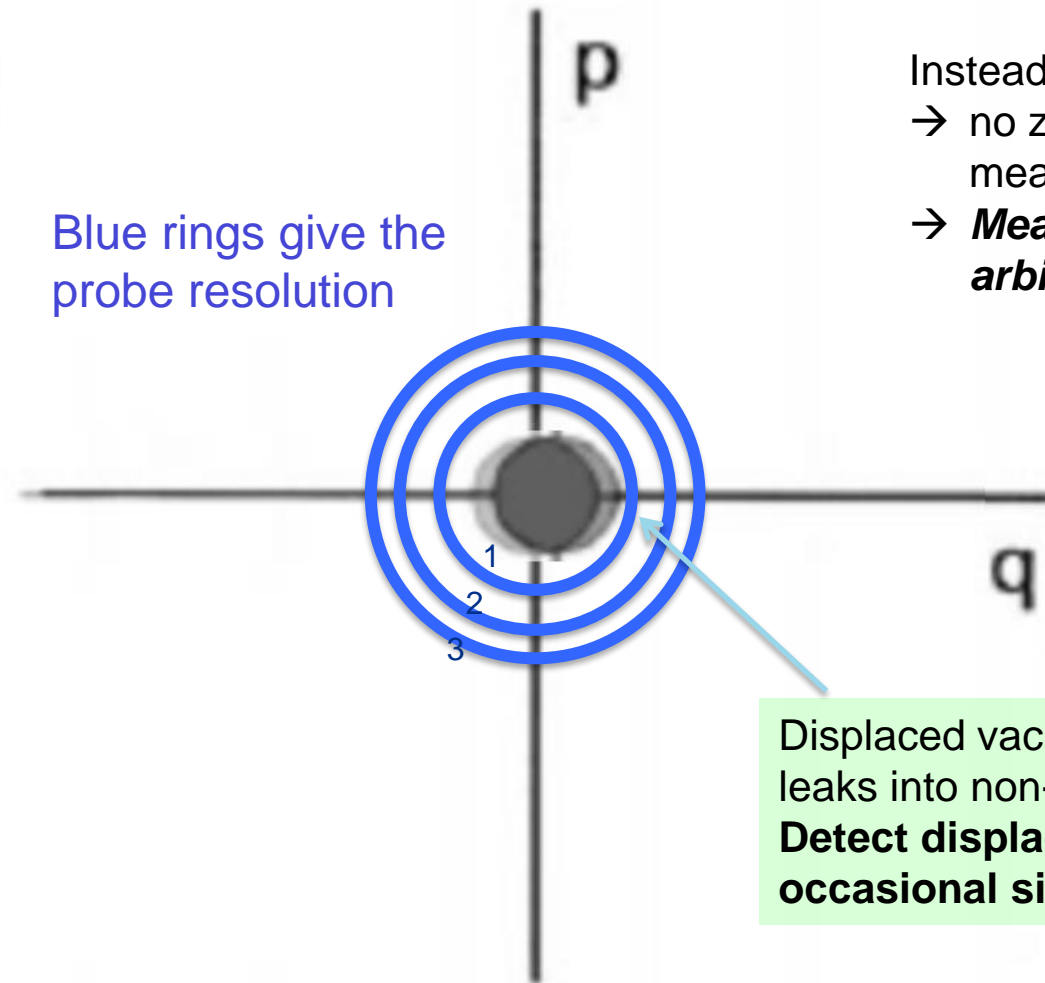 p
Instead
→ no z
mea
→ Mea
arbi
Blue rings give the
probe resolution
1
2
3
q
Displaced vac
leaks into non-
Detect displa
occasional si